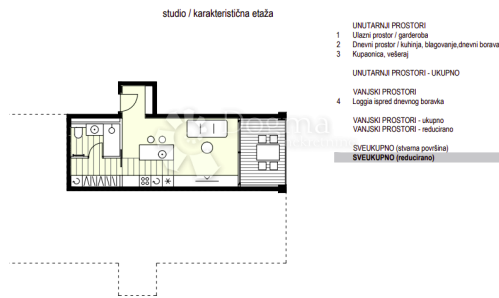 studio / karakteristična etaža
UNUTARNJI PROSTORI
1 Ulazni prostor / garderoba
2 Dnevni prostor / kuhinja, blagovanje,dnevni borava
3 Kupaonica, vešeraj
UNUTARNJI PROSTORI - UKUPNO
VANJSKI PROSTORI
4 Loggia ispred dnevnog boravka
VANJSKI PROSTORI - ukupno
VANJSKI PROSTORI - reducirano
SVEUKUPNO (stvarna površina)
SVEUKUPNO (reducirano)